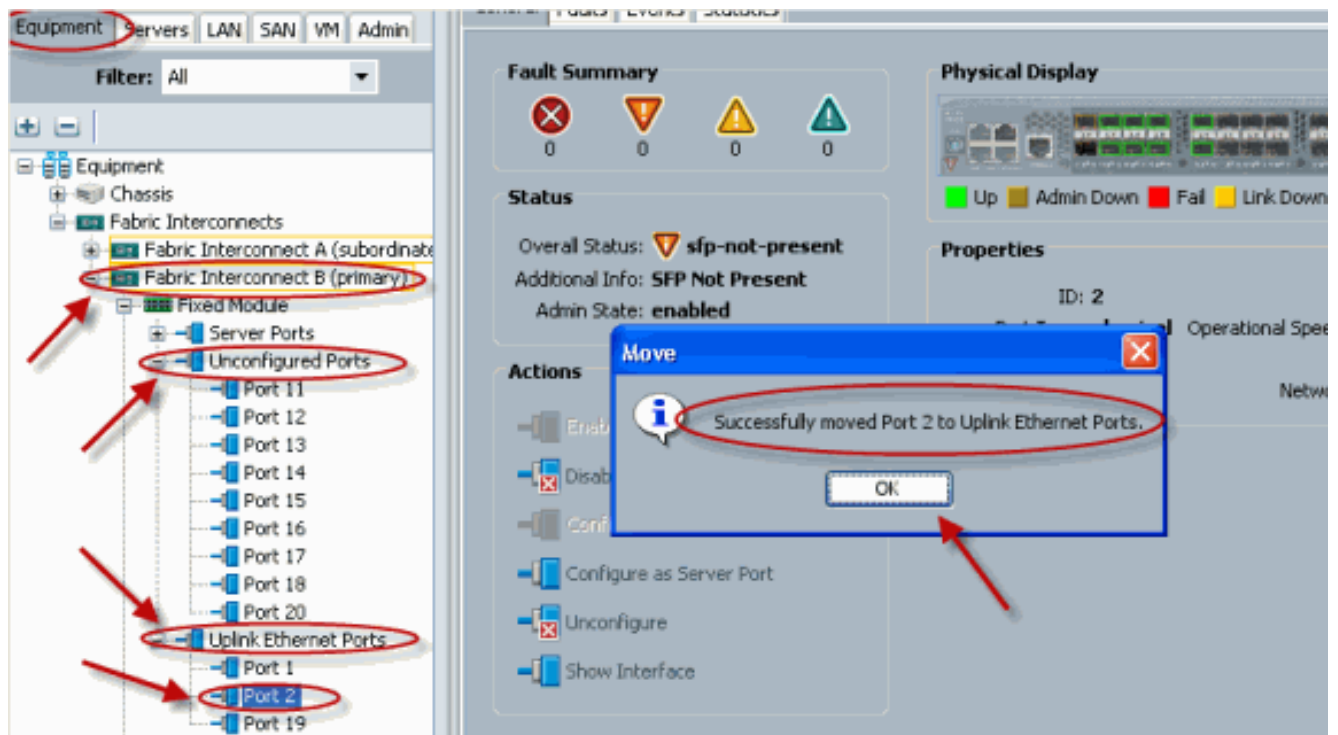 General Faults Events Statistics
Equipment Servers LAN SAN VM Admin
Filter: All
Equipment
Chassis
Fabric Interconnects
Fabric Interconnect A (subordinate
Fabric Interconnect B (primary)
Fixed Module
Server Ports
Unconfigured Ports
Port 11
Port 12
Port 13
Port 14
Port 15
Port 16
Port 17
Port 18
Port 20
Uplink Ethernet Ports
Port 1
Port 2
Port 19
Fault Summary
0 0 0 0
Status
Overall Status: sfp-not-present
Additional Info: SFP Not Present
Admin State: enabled
Actions
Enab
Disab
Conf
Configure as Server Port
Unconfigure
Show Interface
Physical Display
Up Admin Down Fail Link Down
Properties
ID: 2
Operational Spee
Netwo
Move
Successfully moved Port 2 to Uplink Ethernet Ports.
OK